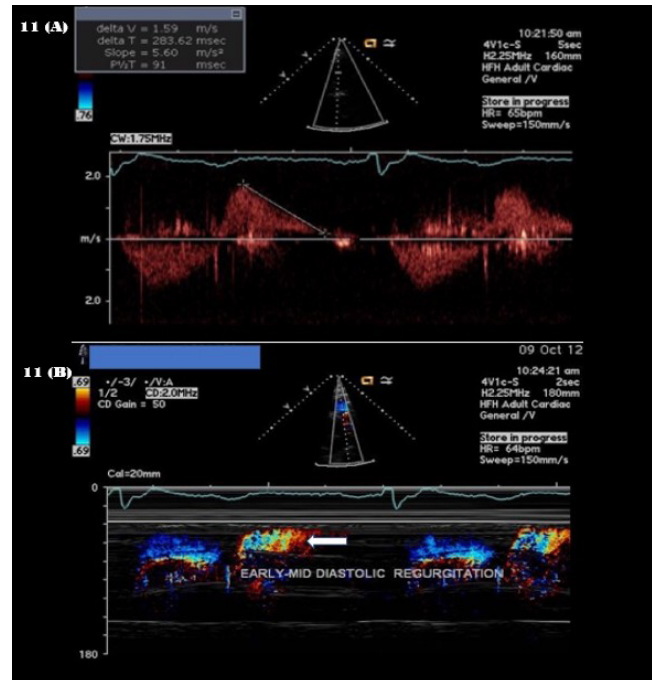 11 (A)
delta V = 1.59 m/s
delta T = 283.62 msec
Slope = 5.60 m/s²
P½T = 91 msec
.76
10:21:50 am
4V1c-S 5sec
H2.25MHz 160mm
HFH Adult Cardiac
General /V
Store in progress
HR= 65bpm
Sweep=150mm/s
CW:1.75MHz
2.0
m/s
2.0
09 Oct 12
11 (B)
.69
.69
•/-3/ •/V:A
1/2 CD:2.0MHz
CD Gain = 50
10:24:21 am
4V1c-S 2sec
H2.25MHz 180mm
HFH Adult Cardiac
General /V
Store in progress
HR= 64bpm
Sweep=150mm/s
Cal=20mm
0
EARLY-MID DIASTOLIC REGURGITATION
180